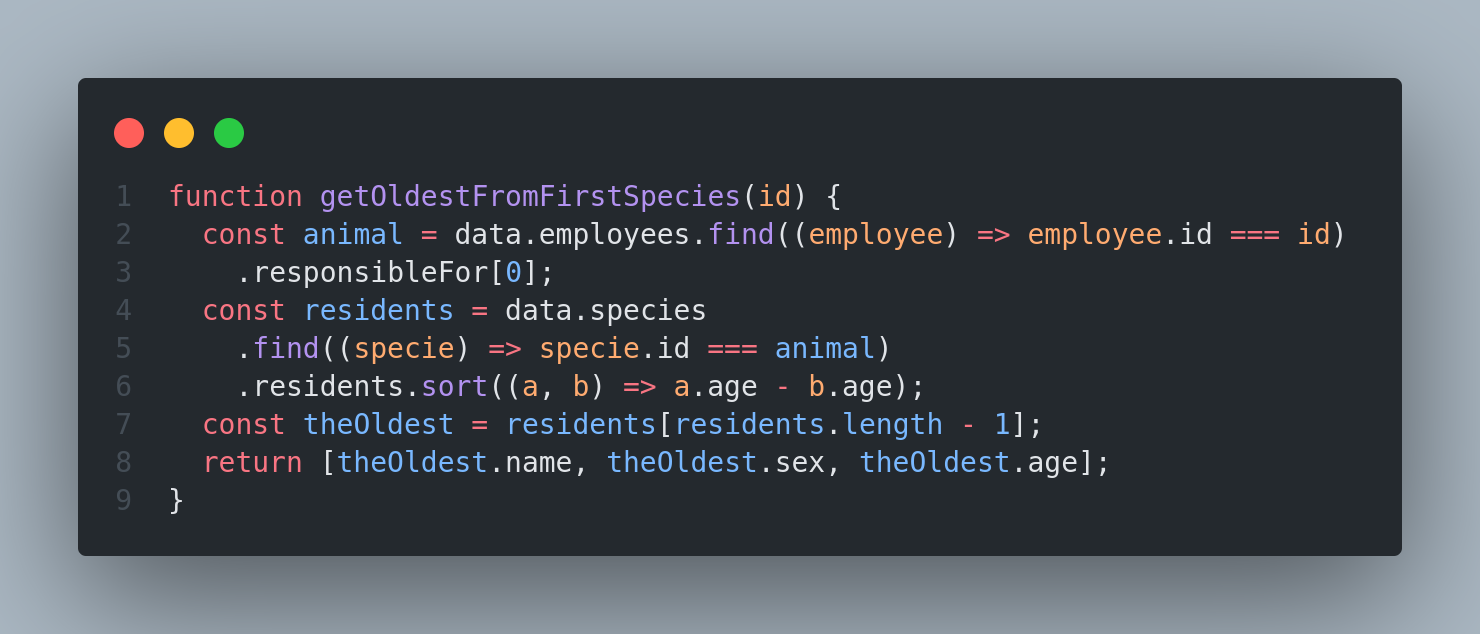 1 function getOldestFromFirstSpecies(id) {
2   const animal = data.employees.find((employee) => employee.id === id)
3     .responsibleFor[0];
4   const residents = data.species
5     .find((specie) => specie.id === animal)
6     .residents.sort((a, b) => a.age - b.age);
7   const theOldest = residents[residents.length - 1];
8   return [theOldest.name, theOldest.sex, theOldest.age];
9 }